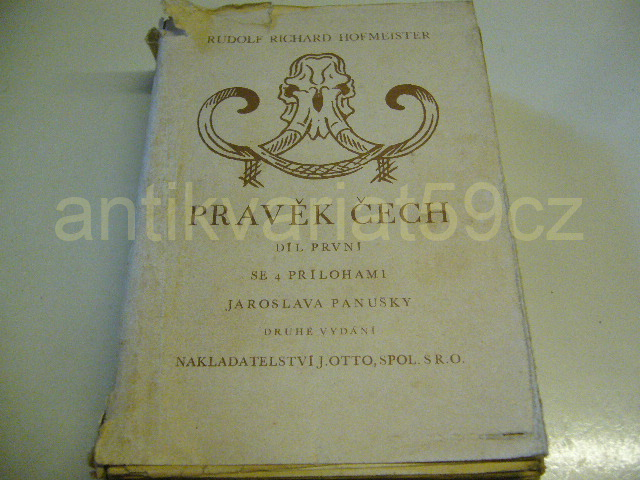 RUDOLF RICHARD HOFMEISTER
PRAVĚK ČECH
antikvariat59cz
DÍL PRVNÍ
SE 4 PŘÍLOHAMI
JAROSLAVA PANUŠKY
DRUHÉ VYDÁNÍ
NAKLADATELSTVÍ J. OTTO, SPOL. S R. O.